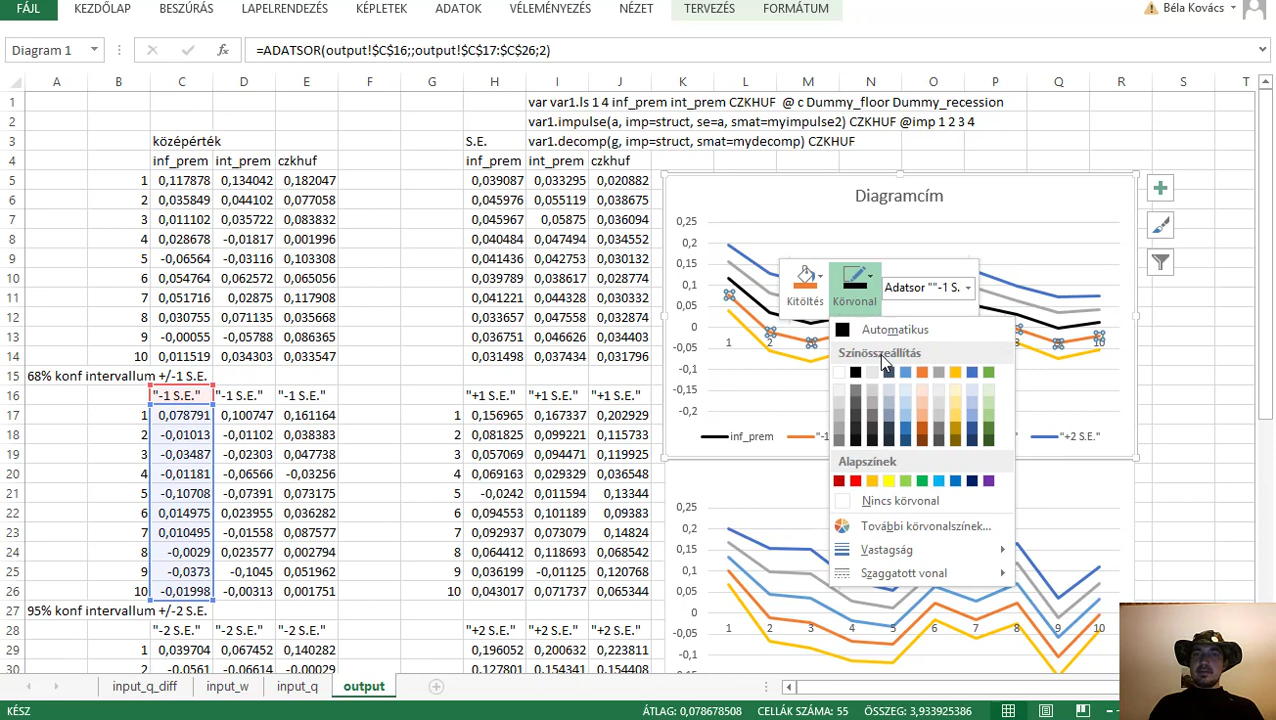 FÁJL KEZDŐLAP BESZÚRÁS LAPELRENDEZÉS KÉPLETEK ADATOK VÉLEMÉNYEZÉS NÉZET TERVEZÉS FORMÁTUM Béla Kovács
Diagram 1 fx =ADATSOR(output!$C$16;;output!$C$17:$C$26;2)
A B C D E F G H I J K L M N O P Q R S T
1 var var1.ls 1 4 inf_prem int_prem CZKHUF @ c Dummy_floor Dummy_recession
2 var1.impulse(a, imp=struct, se=a, smat=myimpulse2) CZKHUF @imp 1 2 3 4
3 középérték S.E. var1.decomp(g, imp=struct, smat=mydecomp) CZKHUF
4 inf_prem int_prem czkhuf inf_prem int_prem czkhuf
5 1 0,117878 0,134042 0,182047 0,039087 0,033295 0,020882
6 2 0,035849 0,044102 0,077058 0,045976 0,055119 0,038675
7 3 0,011102 0,035722 0,083832 0,045967 0,05875 0,036094
8 4 0,028678 -0,01817 0,001996 0,040484 0,047494 0,034552
9 5 -0,06564 -0,03116 0,103308 0,041436 0,042753 0,030132
10 6 0,054764 0,062572 0,065056 0,039789 0,038617 0,028774
11 7 0,051716 -0,02875 0,117908 0,041221 0,044328 0,030332
12 8 0,030755 0,071135 0,035668 0,033657 0,047558 0,032874
13 9 -0,00055 -0,05788 0,086365 0,036751 0,046626 0,034403
14 10 0,011519 0,034303 0,033547 0,031498 0,037434 0,031796
15 68% konf intervallum +/-1 S.E.
16 "-1 S.E." "-1 S.E." "-1 S.E." "+1 S.E." "+1 S.E." "+1 S.E."
17 1 0,078791 0,100747 0,161164 1 0,156965 0,167337 0,202929
18 2 -0,01013 -0,01102 0,038383 2 0,081825 0,099221 0,115733
19 3 -0,03487 -0,02303 0,047738 3 0,057069 0,094471 0,119925
20 4 -0,01181 -0,06566 -0,03256 4 0,069163 0,029329 0,036548
21 5 -0,10708 -0,07391 0,073175 5 -0,0242 0,011594 0,13344
22 6 0,014975 0,023955 0,036282 6 0,094553 0,101189 0,09383
23 7 0,010495 -0,01558 0,087577 7 0,092937 0,073079 0,14824
24 8 -0,0029 0,023577 0,002794 8 0,064412 0,118693 0,068542
25 9 -0,0373 -0,1045 0,051962 9 0,036199 -0,01125 0,120768
26 10 -0,01998 -0,00313 0,001751 10 0,043017 0,071737 0,065344
27 95% konf intervallum +/-2 S.E.
28 "-2 S.E." "-2 S.E." "-2 S.E." "+2 S.E." "+2 S.E." "+2 S.E."
29 1 0,039704 0,067452 0,140282 0,196052 0,200632 0,223811
30 2 -0,0561 -0,06614 -0,00029 0,127801 0,154341 0,154408
Diagramcím
0,25
0,2
0,15
0,1
0,05
0
-0,05
-0,1
-0,15
-0,2
1 2 10
inf_prem "-1 "+2 S.E."
Kitöltés Körvonal Adatsor ""-1 S.
Automatikus
Színösszeállítás
Alapszínek
Nincs körvonal
További körvonalszínek...
Vastagság
Szaggatott vonal
0,25
0,2
0,15
0,1
0,05
0
-0,05
-0,1
1 2 3 4 5 6 7 8 9 10
input_q_diff input_w input_q output
ÁTLAG: 0,078678508 CELLÁK SZÁMA: 55 ÖSSZEG: 3,933925386